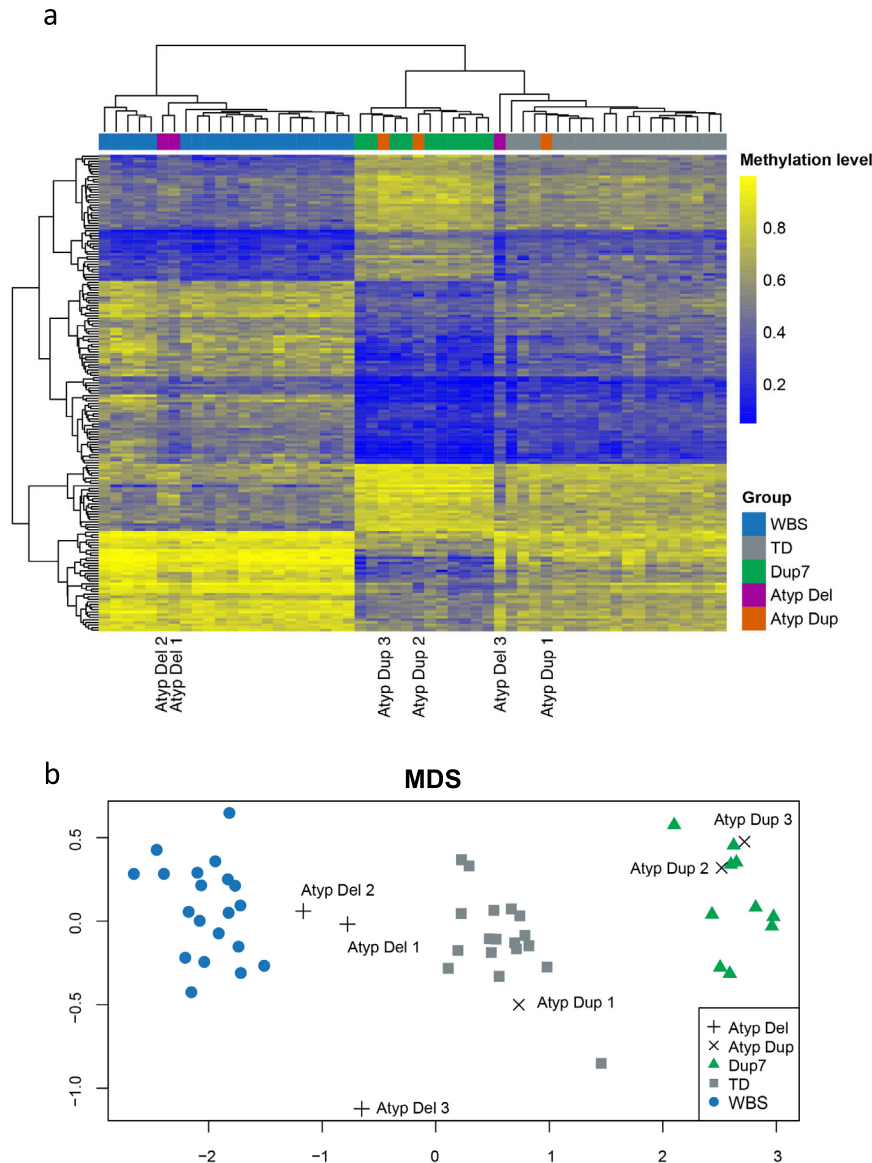 a
Methylation level
0.8
0.6
0.4
0.2
Group
WBS
TD
Dup7
Atyp Del
Atyp Dup
Atyp Del 2
Atyp Del 1
Atyp Dup 3
Atyp Dup 2
Atyp Del 3
Atyp Dup 1
b
MDS
Atyp Dup 3
Atyp Dup 2
Atyp Del 2
Atyp Del 1
Atyp Dup 1
Atyp Del 3
Atyp Del
Atyp Dup
Dup7
TD
WBS
0.5
0.0
−0.5
−1.0
−2
−1
0
1
2
3